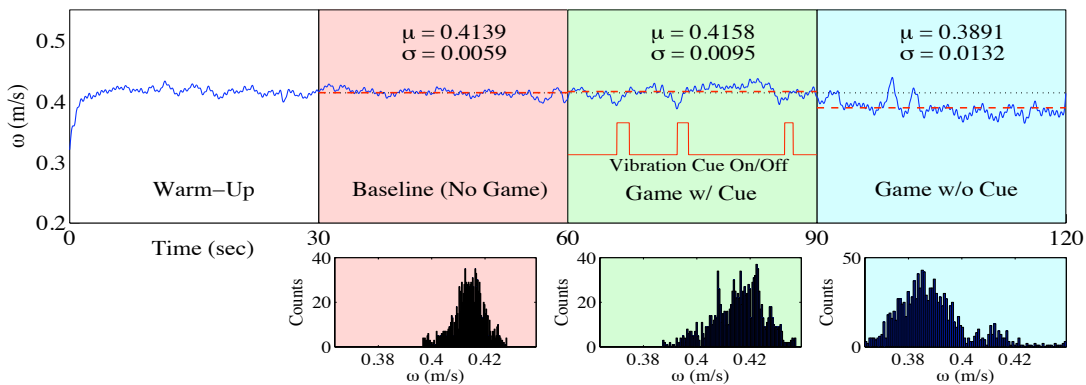 0.5
0.4
0.3
0.2
ω (m/s)
μ = 0.4139
σ = 0.0059
μ = 0.4158
σ = 0.0095
μ = 0.3891
σ = 0.0132
Vibration Cue On/Off
Warm−Up
Baseline (No Game)
Game w/ Cue
Game w/o Cue
0
30
60
90
120
Time (sec)
40
20
0
Counts
0.38
0.4
0.42
ω (m/s)
40
20
0
Counts
0.38
0.4
0.42
ω (m/s)
50
0
Counts
0.38
0.4
0.42
ω (m/s)